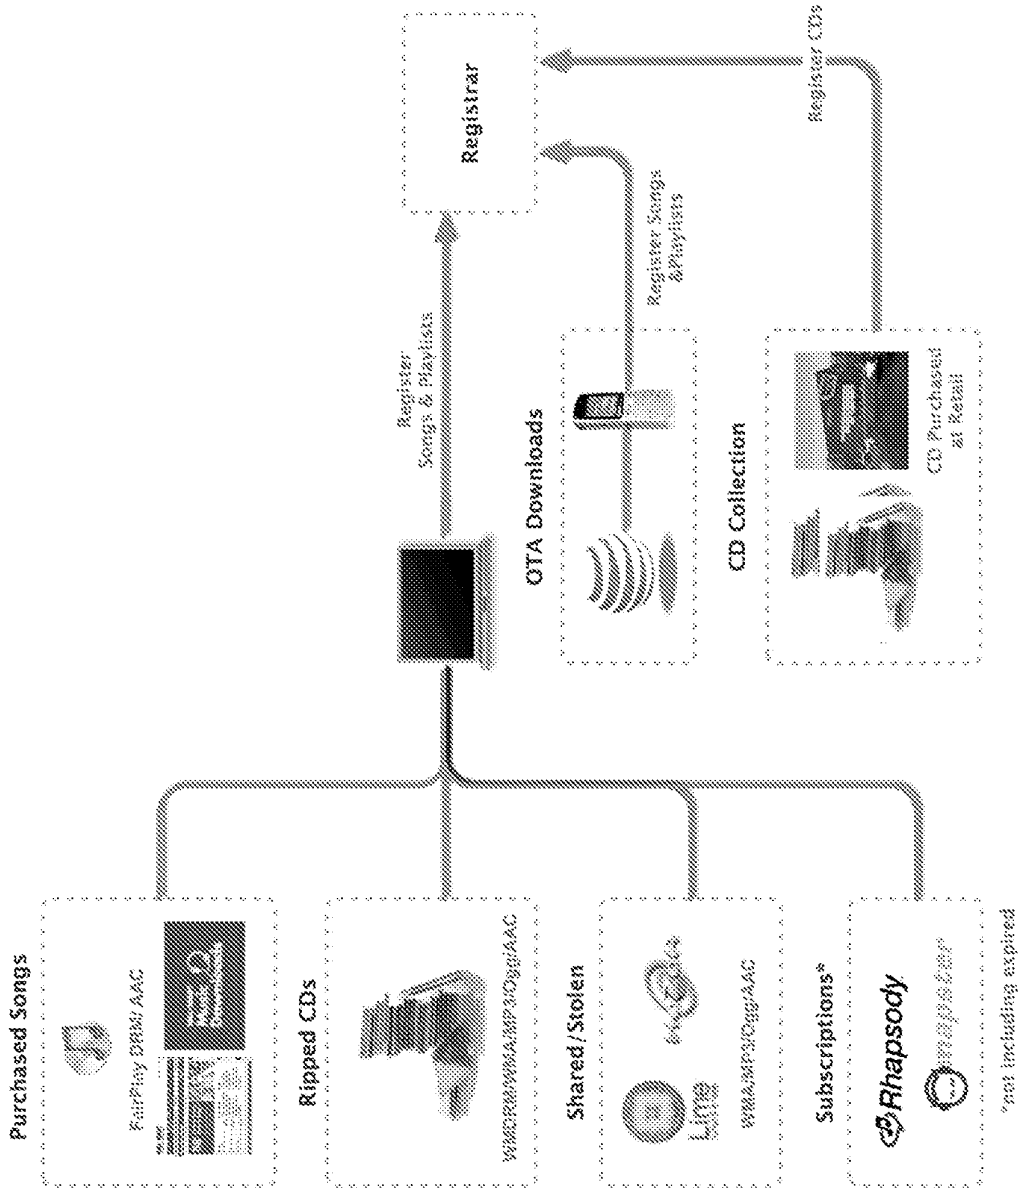 Purchased Songs
FairPlay DRM/ AAC
Ripped CDs
WMDRM/WMA/MP3/Ogg/AAC
Shared/Stolen
Lime
WMA/MP3/Ogg/AAC
Subscriptions*
Rhapsody
napster
*not including expired
Register
Songs & Playlists
OTA Downloads
Register Songs
&Playlists
CD Collection
CD Purchased
at Retail
Register CDs
Registrar